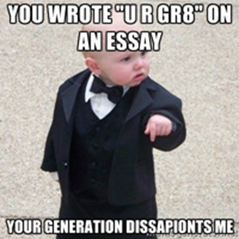 YOU WROTE "U R GR8" ON
AN ESSAY
YOUR GENERATION DISSAPIONTS ME